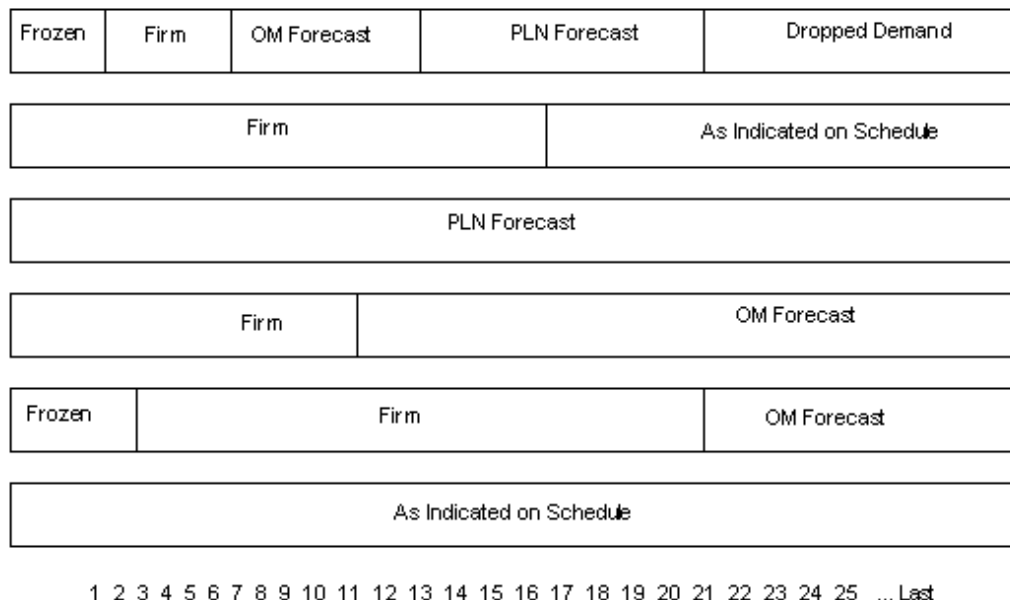 Frozen Firm OM Forecast PLN Forecast Dropped Demand
Firm As Indicated on Schedule
PLN Forecast
Firm OM Forecast
Frozen Firm OM Forecast
As Indicated on Schedule
1 2 3 4 5 6 7 8 9 10 11 12 13 14 15 16 17 18 19 20 21 22 23 24 25 ... Last